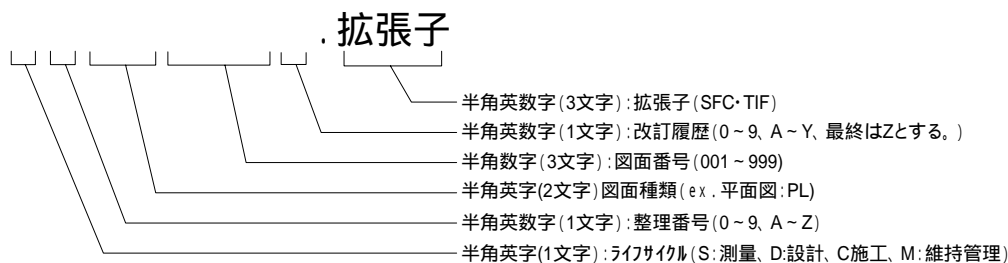 .拡張子
半角英数字(3文字):拡張子(SFC・TIF)
半角英数字(1文字):改訂履歴(0~9、A~Y、最終はZとする。)
半角数字(3文字):図面番号(001~999)
半角英字(2文字)図面種類(ex.平面図:PL)
半角英数字(1文字):整理番号(0~9、A~Z)
半角英字(1文字):ライフサイクル(S:測量、D:設計、C施工、M:維持管理)